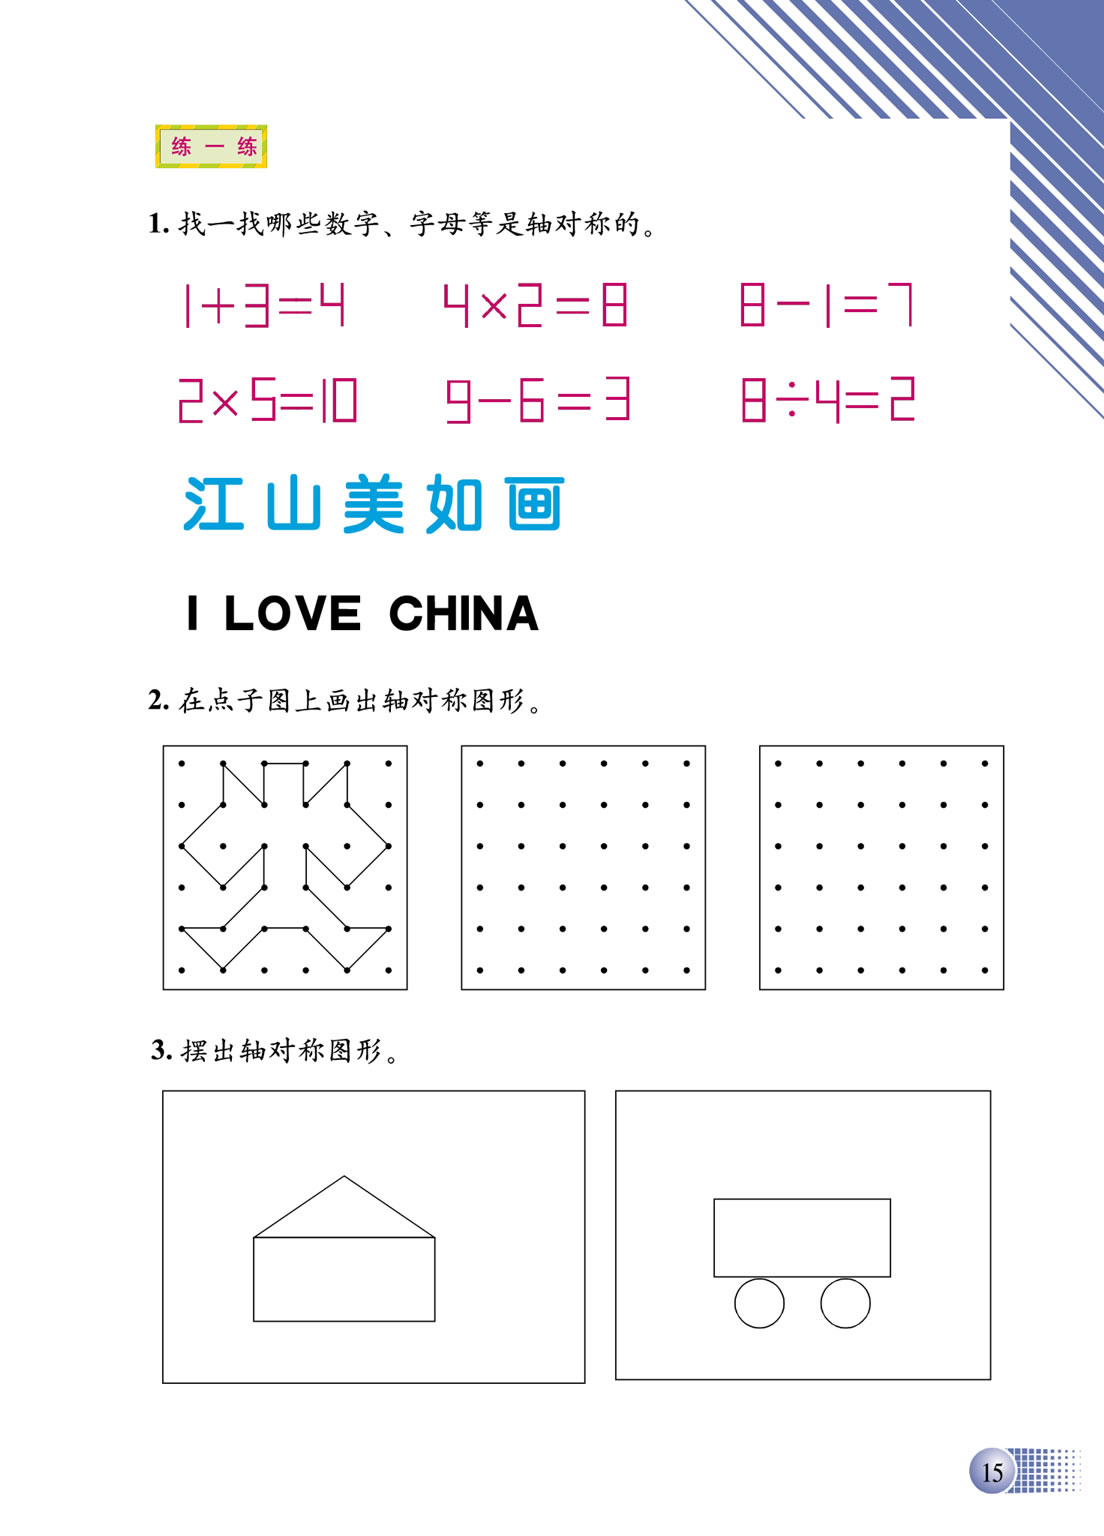 练一练
1. 找一找哪些数字、字母等是轴对称的。
1+3=4 4×2=8 8−1=7
2×5=10 9−6=3 8÷4=2
江山美如画
I LOVE CHINA
2. 在点子图上画出轴对称图形。
3. 摆出轴对称图形。
15